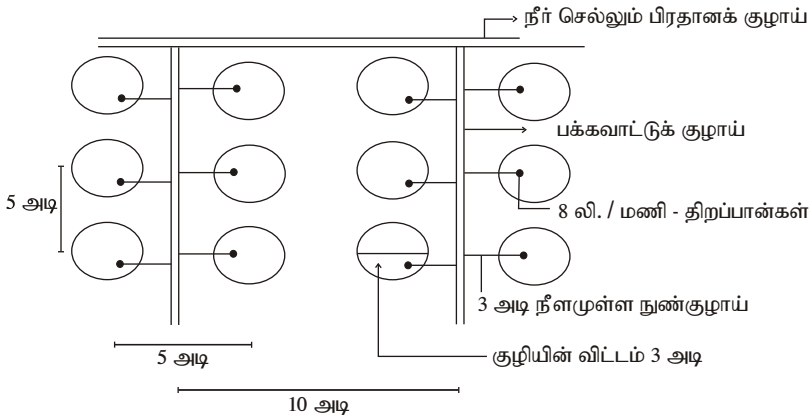 நீர் செல்லும் பிரதானக் குழாய்
பக்கவாட்டுக் குழாய்
5 அடி
8 லி. / மணி - திறப்பான்கள்
3 அடி நீளமுள்ள நுண்குழாய்
5 அடி
குழியின் விட்டம் 3 அடி
10 அடி